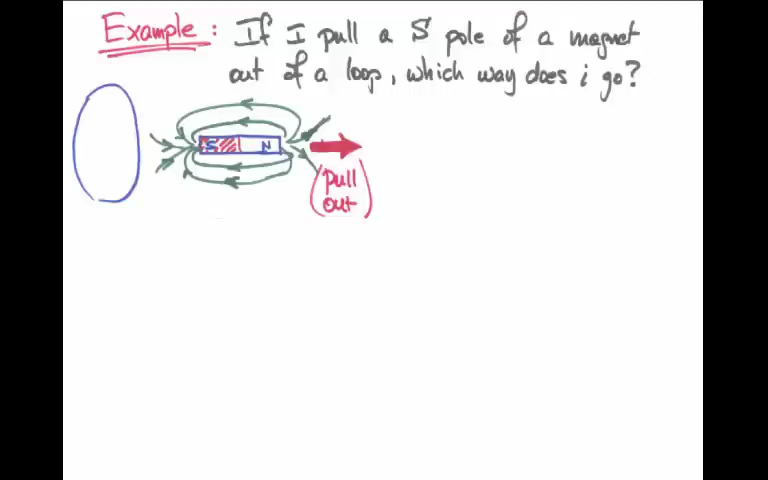 Example: If I pull a S pole of a magnet
out of a loop, which way does i go?
S N
(pull
out)